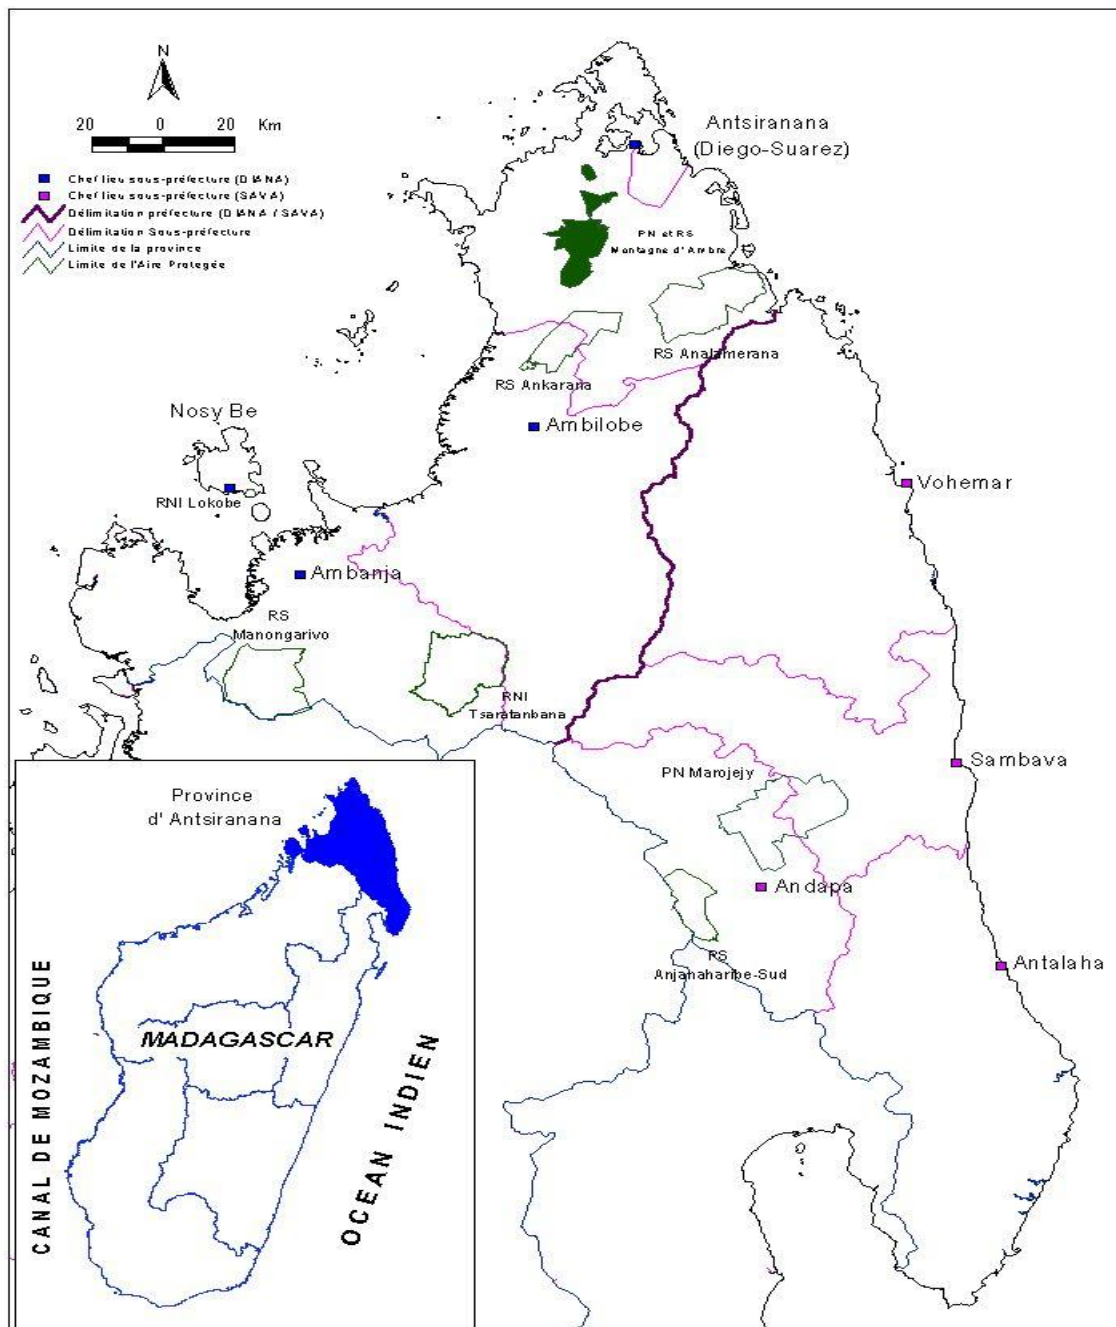 N
20 0 20 Km
Chef lieu sous-préfecture (DIANA)
Chef lieu sous-préfecture (SAVA)
Délimitation préfecture (DIANA / SAVA)
Délimitation Sous-préfecture
Limite de la province
Limite de l'Aire Protegée
Antsiranana
(Diego-Suarez)
PN et RS
Montagne d'Ambre
RS Analamerana
RS Ankarana
Ambilobe
Nosy Be
RNI Lokobe
Vohemar
Ambanja
RS
Manongarivo
RNI
Tsaratanbana
Sambava
PN Marojejy
Andapa
RS
Anjanaharibe-Sud
Antalaha
Province
d' Antsiranana
MADAGASCAR
CANAL DE MOZAMBIQUE
OCEAN INDIEN